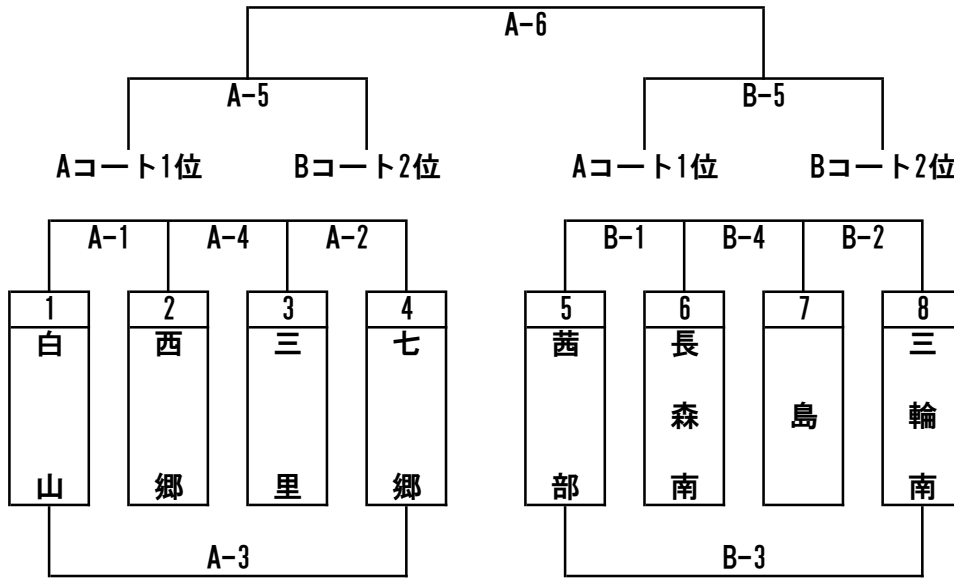 A-6
A-5 B-5
Aコート1位 Bコート2位 Aコート1位 Bコート2位
A-1 A-4 A-2 B-1 B-4 B-2
1 2 3 4 5 6 7 8
白山
西郷
三里
七郷
茜部
長森南
島
三輪南
A-3 B-3